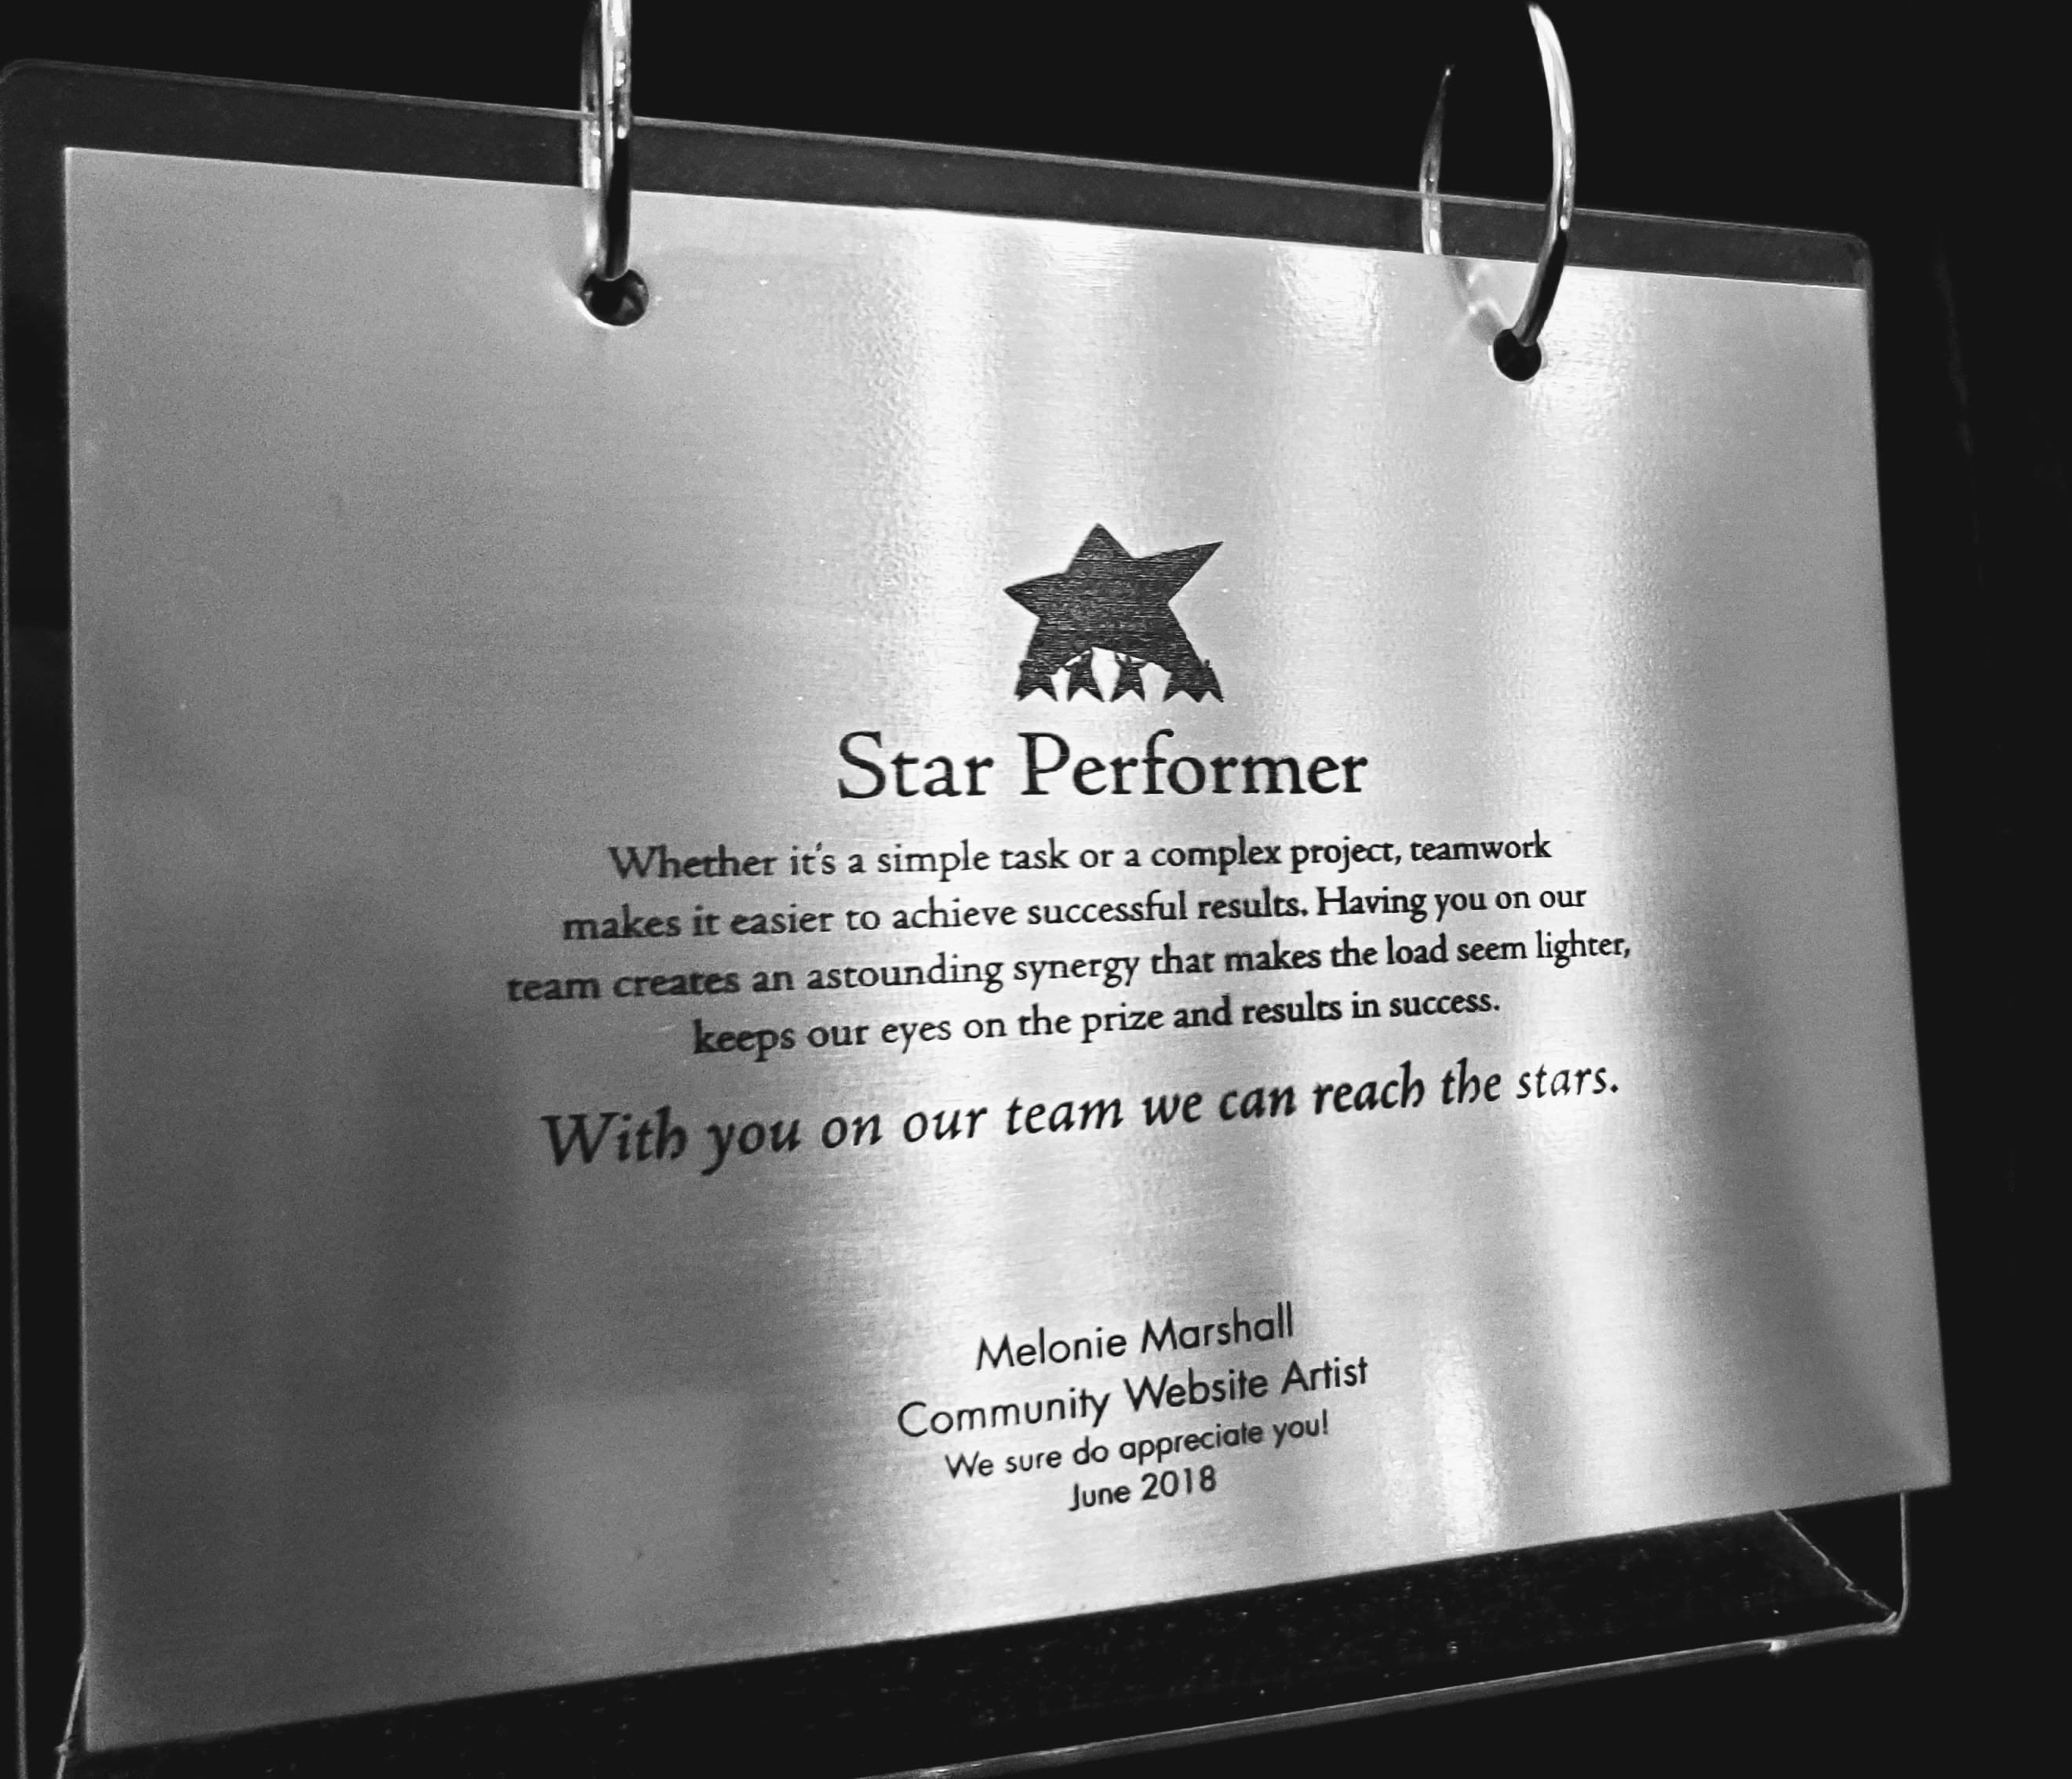 Star Performer
Whether it's a simple task or a complex project, teamwork
makes it easier to achieve successful results. Having you on our
team creates an astounding synergy that makes the load seem lighter,
keeps our eyes on the prize and results in success.
With you on our team we can reach the stars.
Melonie Marshall
Community Website Artist
We sure do appreciate you!
June 2018